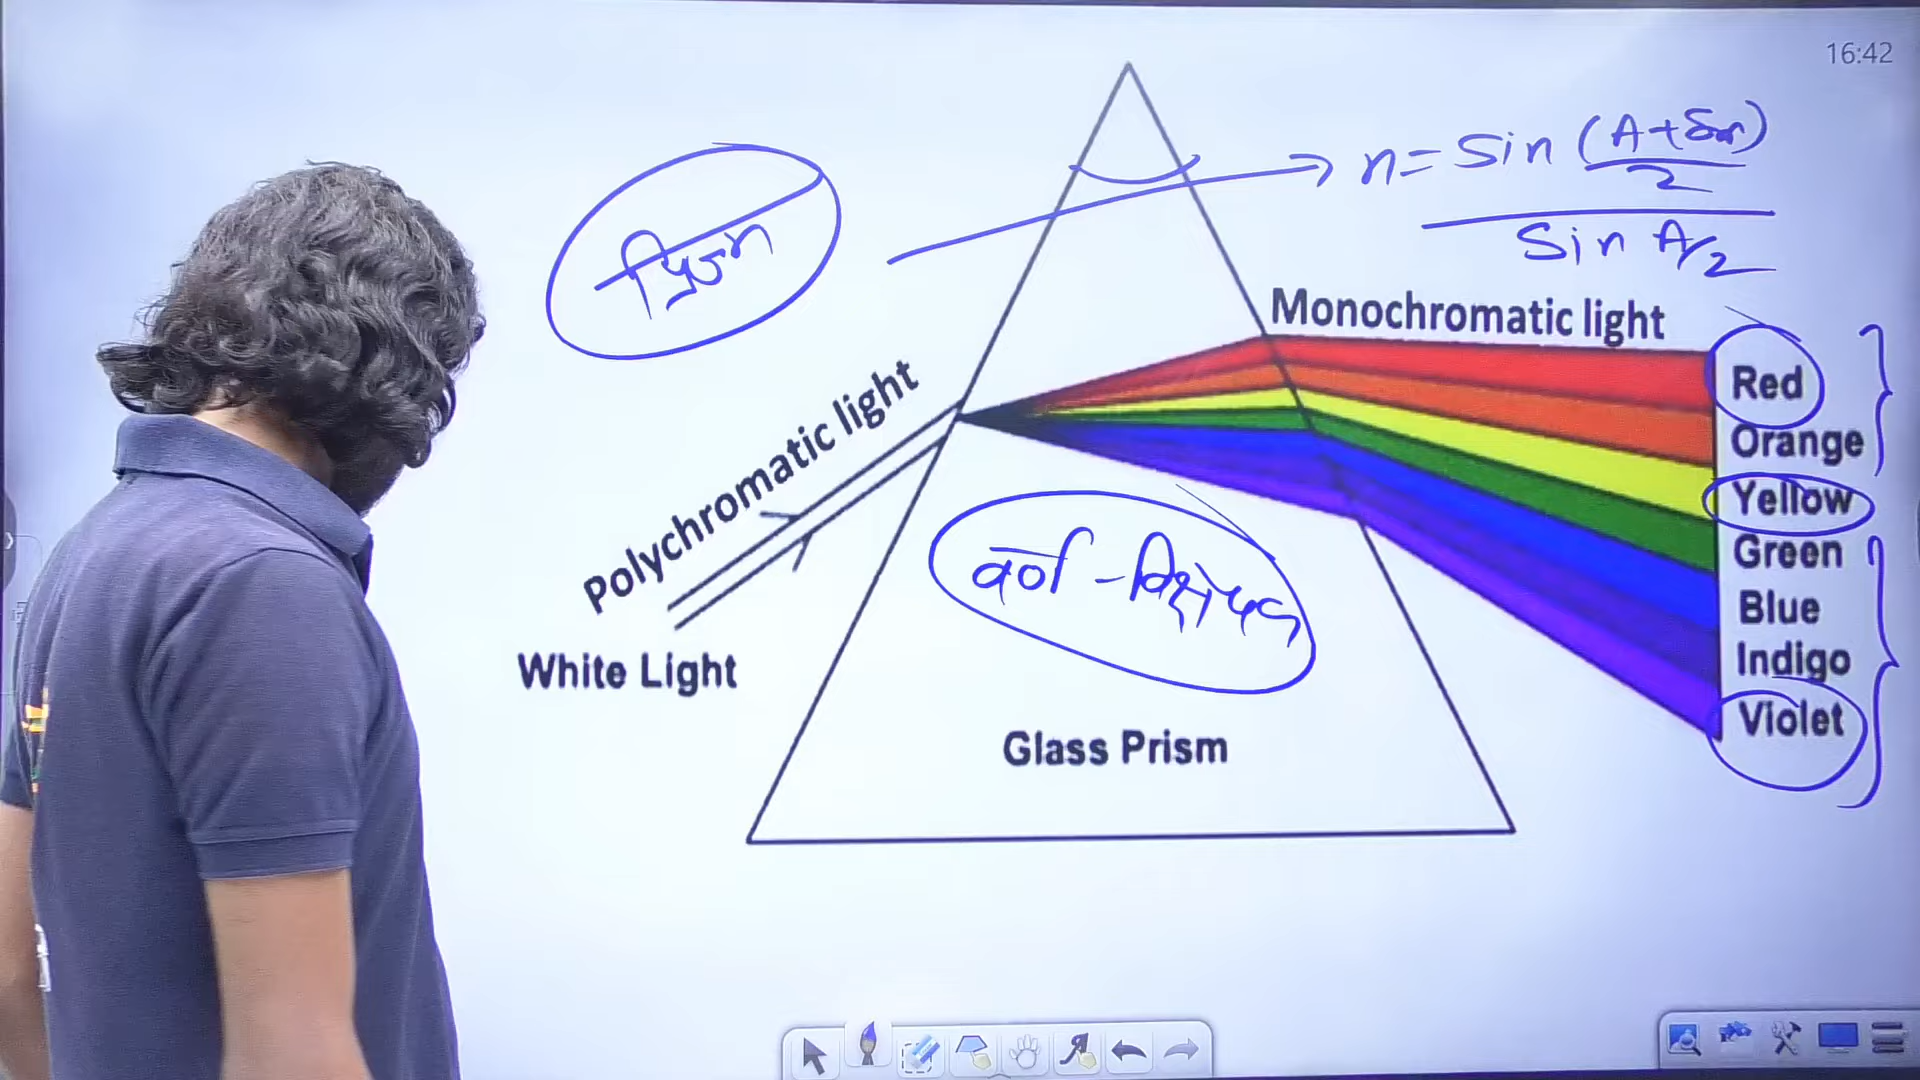 16:42
प्रिज्म
n = Sin (A+δm)/2
Sin A/2
Monochromatic light
Polychromatic light
White Light
Red
Orange
Yellow
Green
Blue
Indigo
Violet
वर्ण-विक्षेपण
Glass Prism